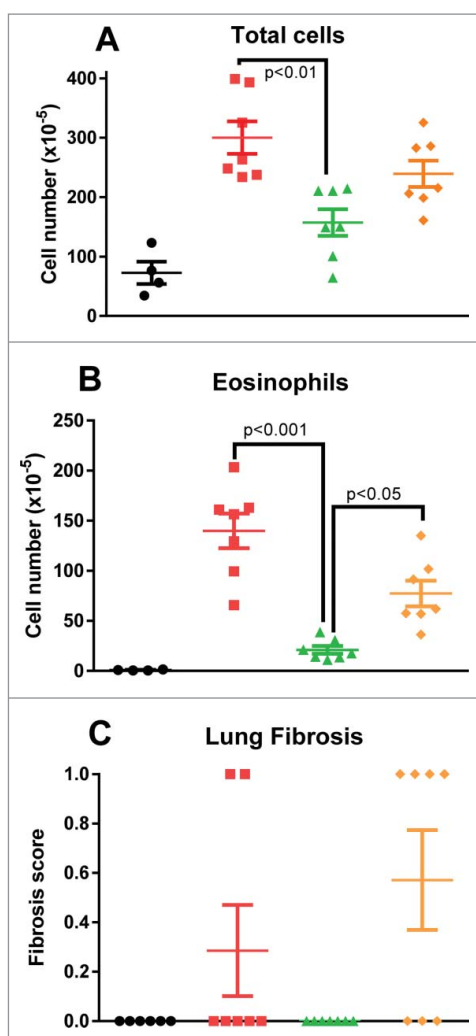 A
Total cells
Cell number (x10-5)
400
300
200
100
0
p<0.01
B
Eosinophils
Cell number (x10-5)
250
200
150
100
50
0
p<0.001
p<0.05
C
Lung Fibrosis
Fibrosis score
1.0
0.8
0.6
0.4
0.2
0.0